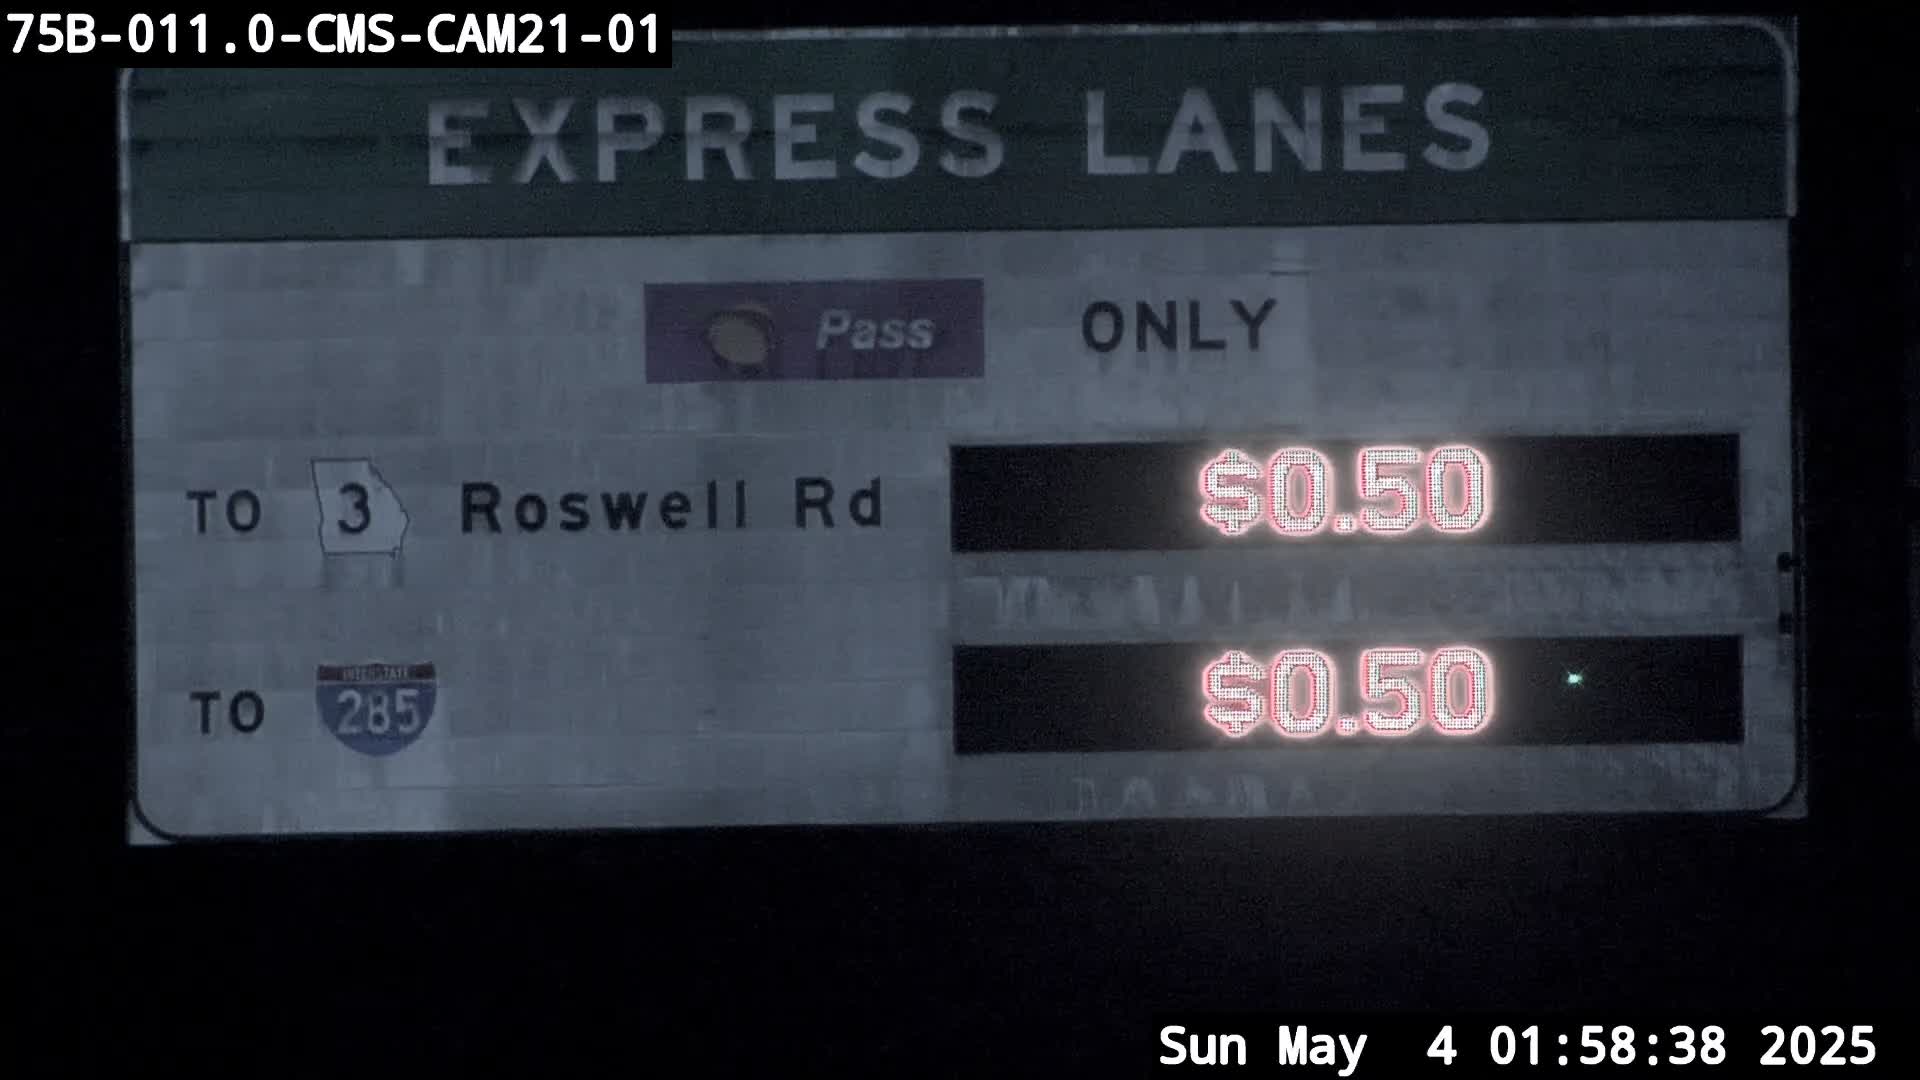 75B-011.0-CMS-CAM21-01
EXPRESS LANES
Pass ONLY
TO 3 Roswell Rd $0.50
INTERSTATE
TO 285 $0.50
Sun May 4 01:58:38 2025